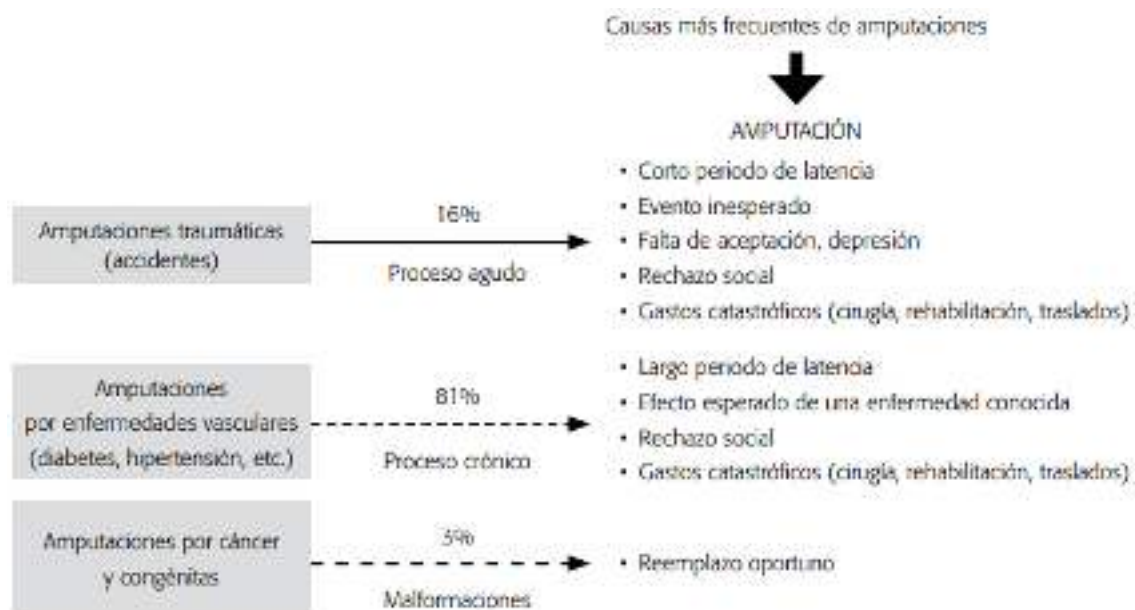 Causas más frecuentes de amputaciones
AMPUTACIÓN
• Corto periodo de latencia
• Evento inesperado
• Falta de aceptación, depresión
• Rechazo social
• Gastos catastróficos (cirugía, rehabilitación, traslados)
Amputaciones traumáticas
(accidentes)
16%
Proceso agudo
• Largo periodo de latencia
• Efecto esperado de una enfermedad conocida
• Rechazo social
• Gastos catastróficos (cirugía, rehabilitación, traslados)
Amputaciones
por enfermedades vasculares
(diabetes, hipertensión, etc.)
81%
Proceso crónico
Amputaciones por cáncer
y congénitas
3%
Malformaciones
• Reemplazo oportuno